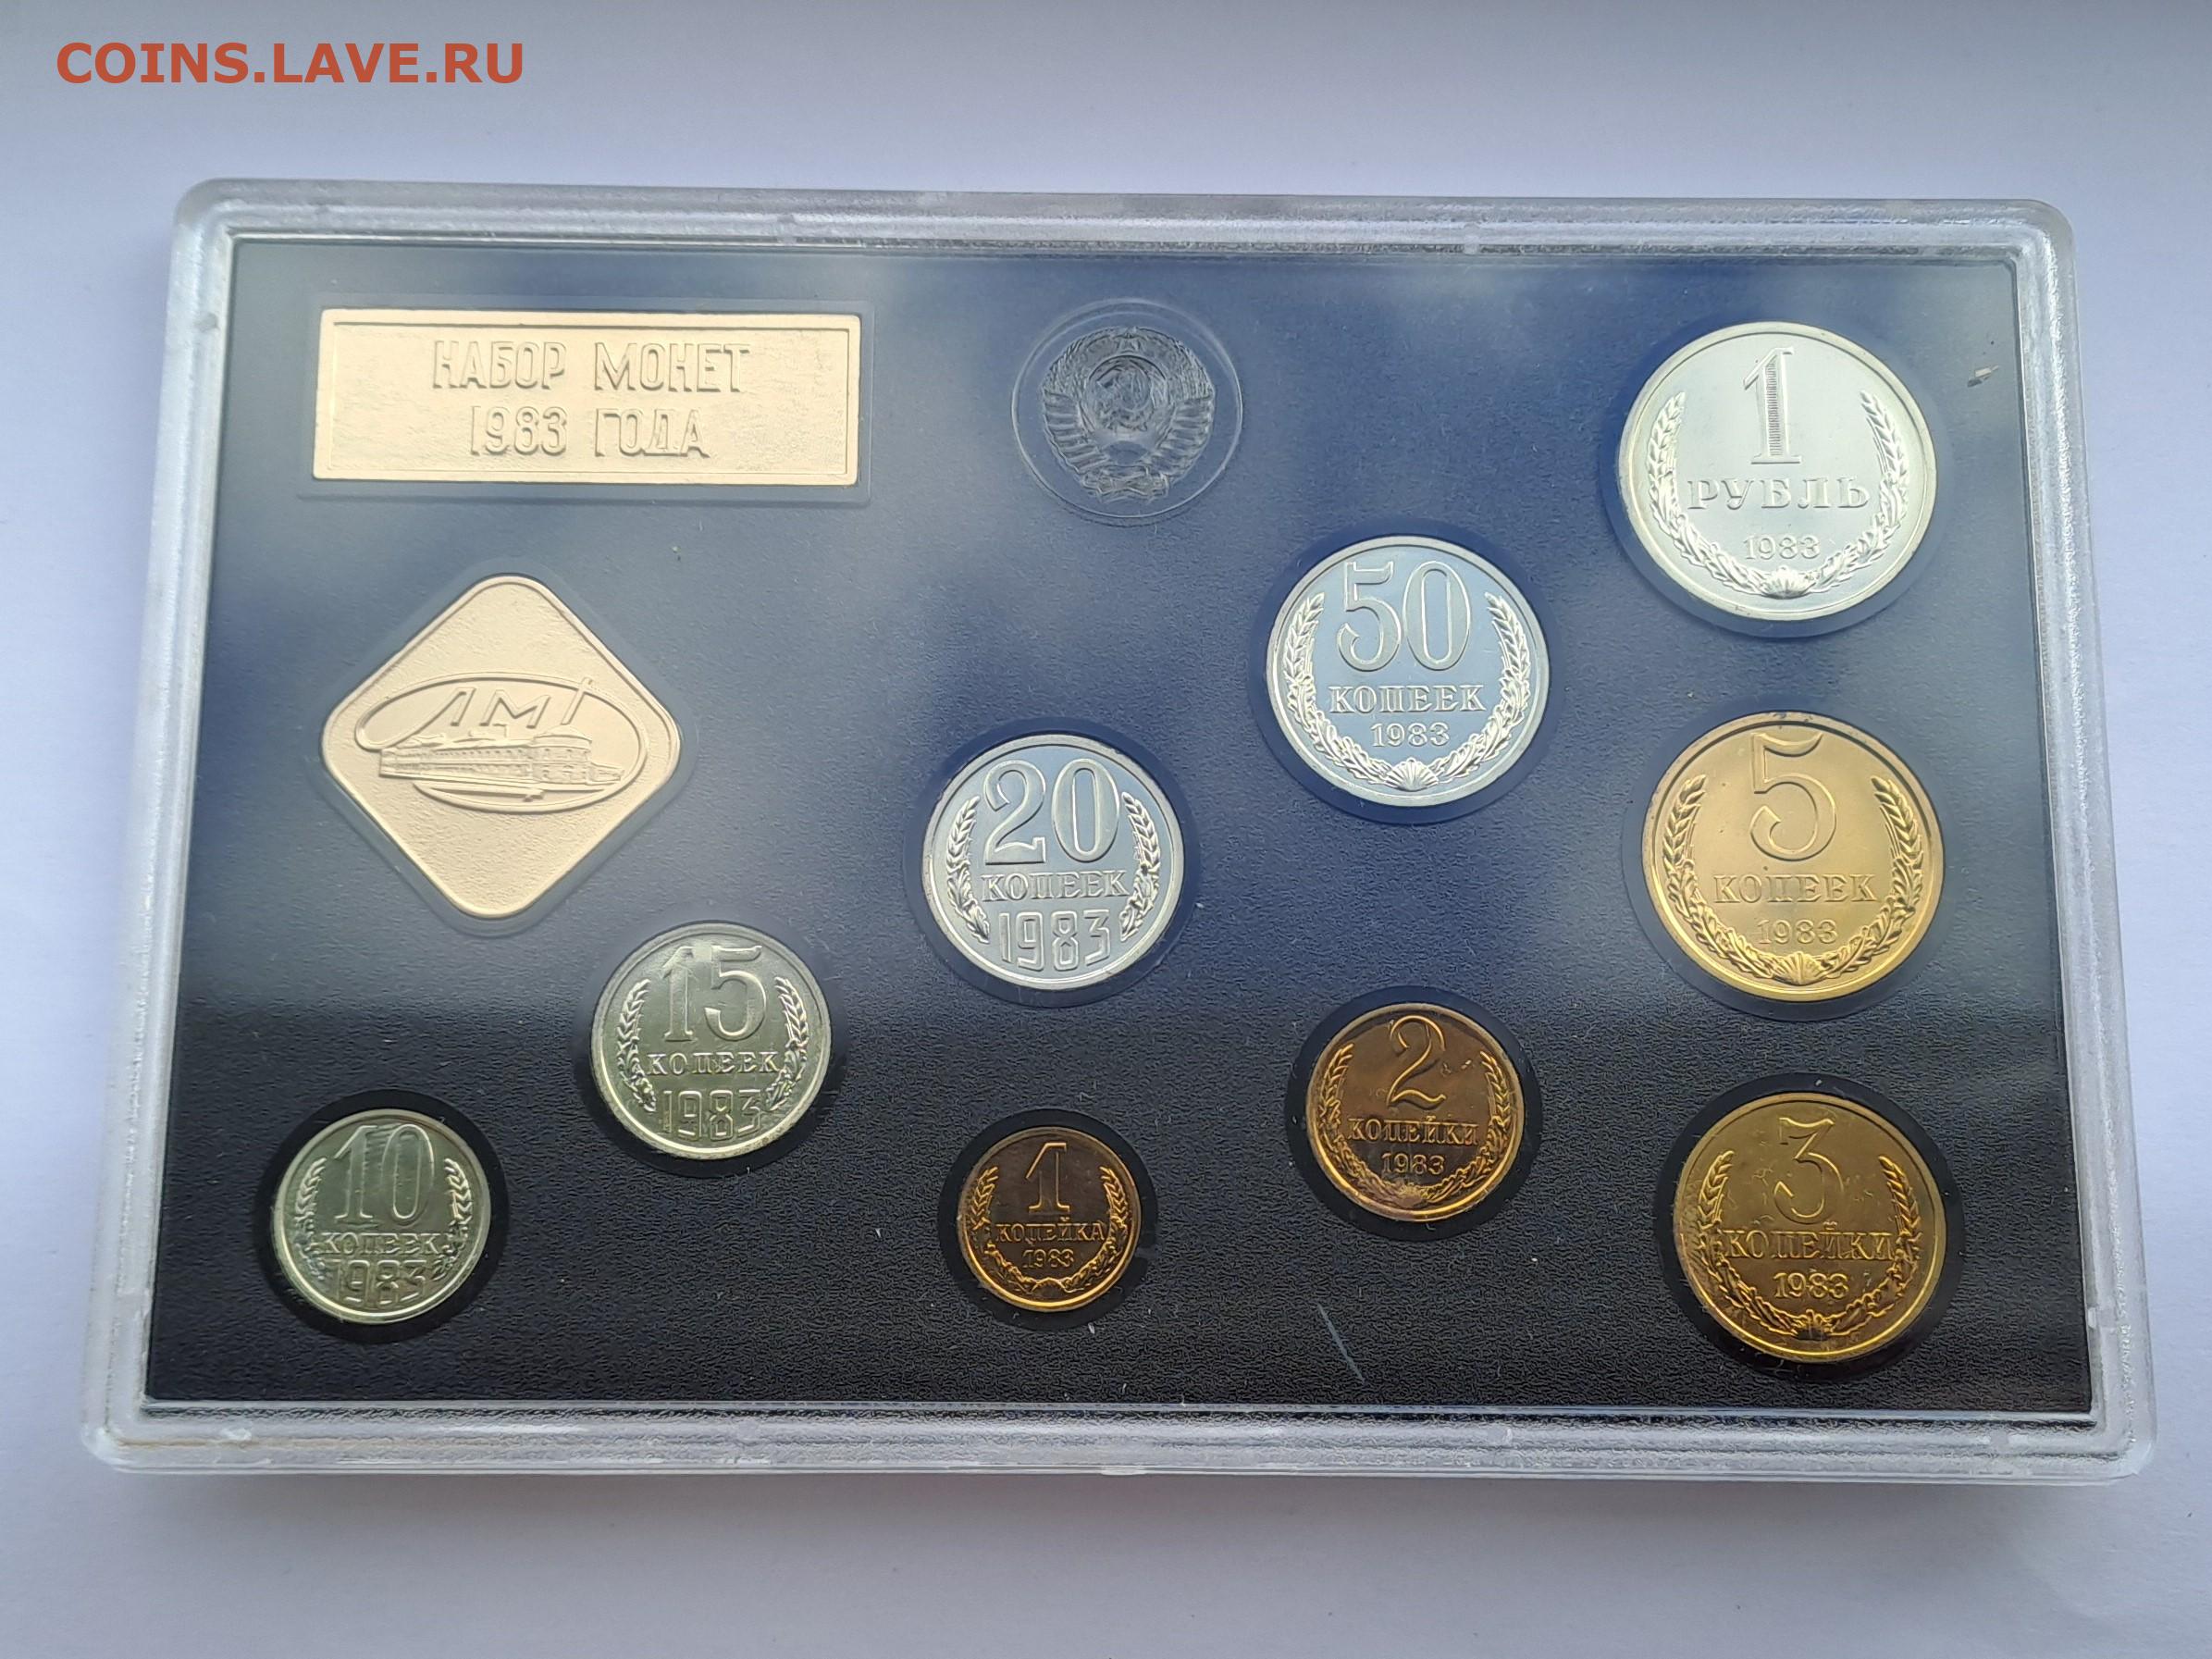 COINS.LAVE.RU
НАБОР МОНЕТ
1983 ГОДА
1
РУБЛЬ
1983
50
КОПЕЕК
1983
ЛМД
20
КОПЕЕК
1983
5
КОПЕЕК
1983
15
КОПЕЕК
1983
2
КОПЕЙКИ
1983
10
КОПЕЕК
1983
1
КОПЕЙКА
1983
3
КОПЕЙКИ
1983